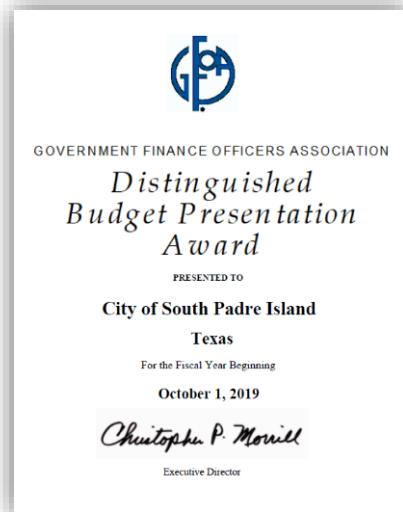 GFOA
GOVERNMENT FINANCE OFFICERS ASSOCIATION
Distinguished
Budget Presentation
Award
PRESENTED TO
City of South Padre Island
Texas
For the Fiscal Year Beginning
October 1, 2019
Christopher P. Morrill
Executive Director